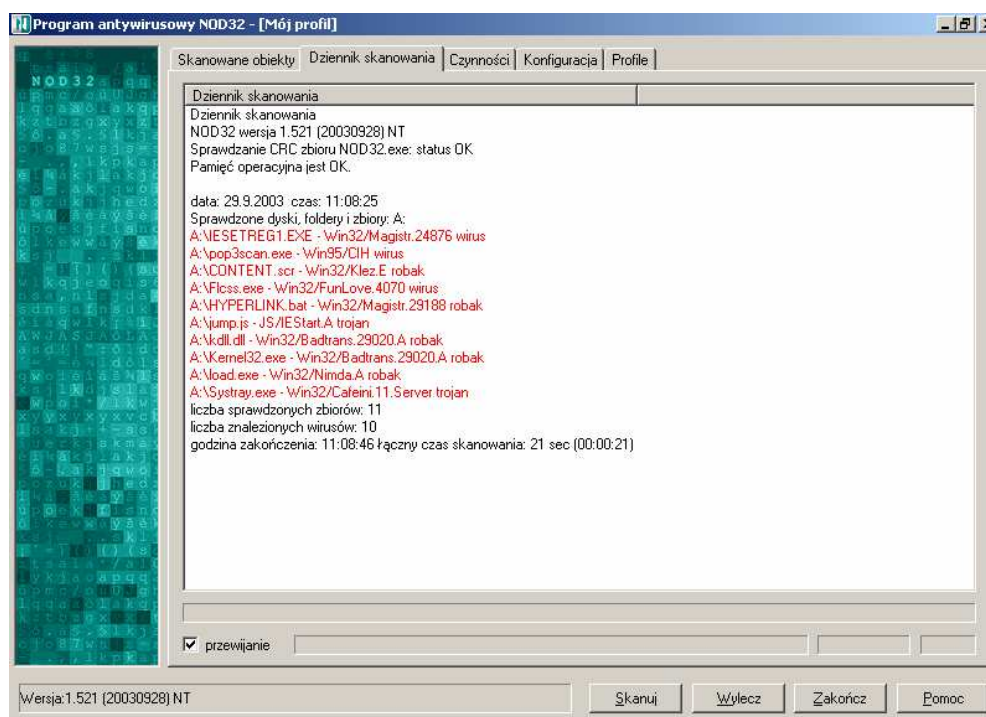 Program antywirusowy NOD32 - [Mój profil]
NOD32
Skanowane obiekty Dziennik skanowania Czynności Konfiguracja Profile
Dziennik skanowania
Dziennik skanowania
NOD32 wersja 1.521 (20030928) NT
Sprawdzanie CRC zbioru NOD32.exe: status OK
Pamięć operacyjna jest OK.
data: 29.9.2003 czas: 11:08:25
Sprawdzone dyski, foldery i zbiory: A:
A:\IESETREG1.EXE - Win32/Magistr.24876 wirus
A:\pop3scan.exe - Win95/CIH wirus
A:\CONTENT.scr - Win32/Klez.E robak
A:\Flcss.exe - Win32/FunLove.4070 wirus
A:\HYPERLINK.bat - Win32/Magistr.29188 robak
A:\jump.js - JS/IEStart.A trojan
A:\kdll.dll - Win32/Badtrans.29020.A robak
A:\Kernel32.exe - Win32/Badtrans.29020.A robak
A:\load.exe - Win32/Nimda.A robak
A:\Systray.exe - Win32/Cafeini.11.Server trojan
liczba sprawdzonych zbiorów: 11
liczba znalezionych wirusów: 10
godzina zakończenia: 11:08:46 łączny czas skanowania: 21 sec (00:00:21)
przewijanie
Wersja:1.521 (20030928) NT
Skanuj Wylecz Zakończ Pomoc